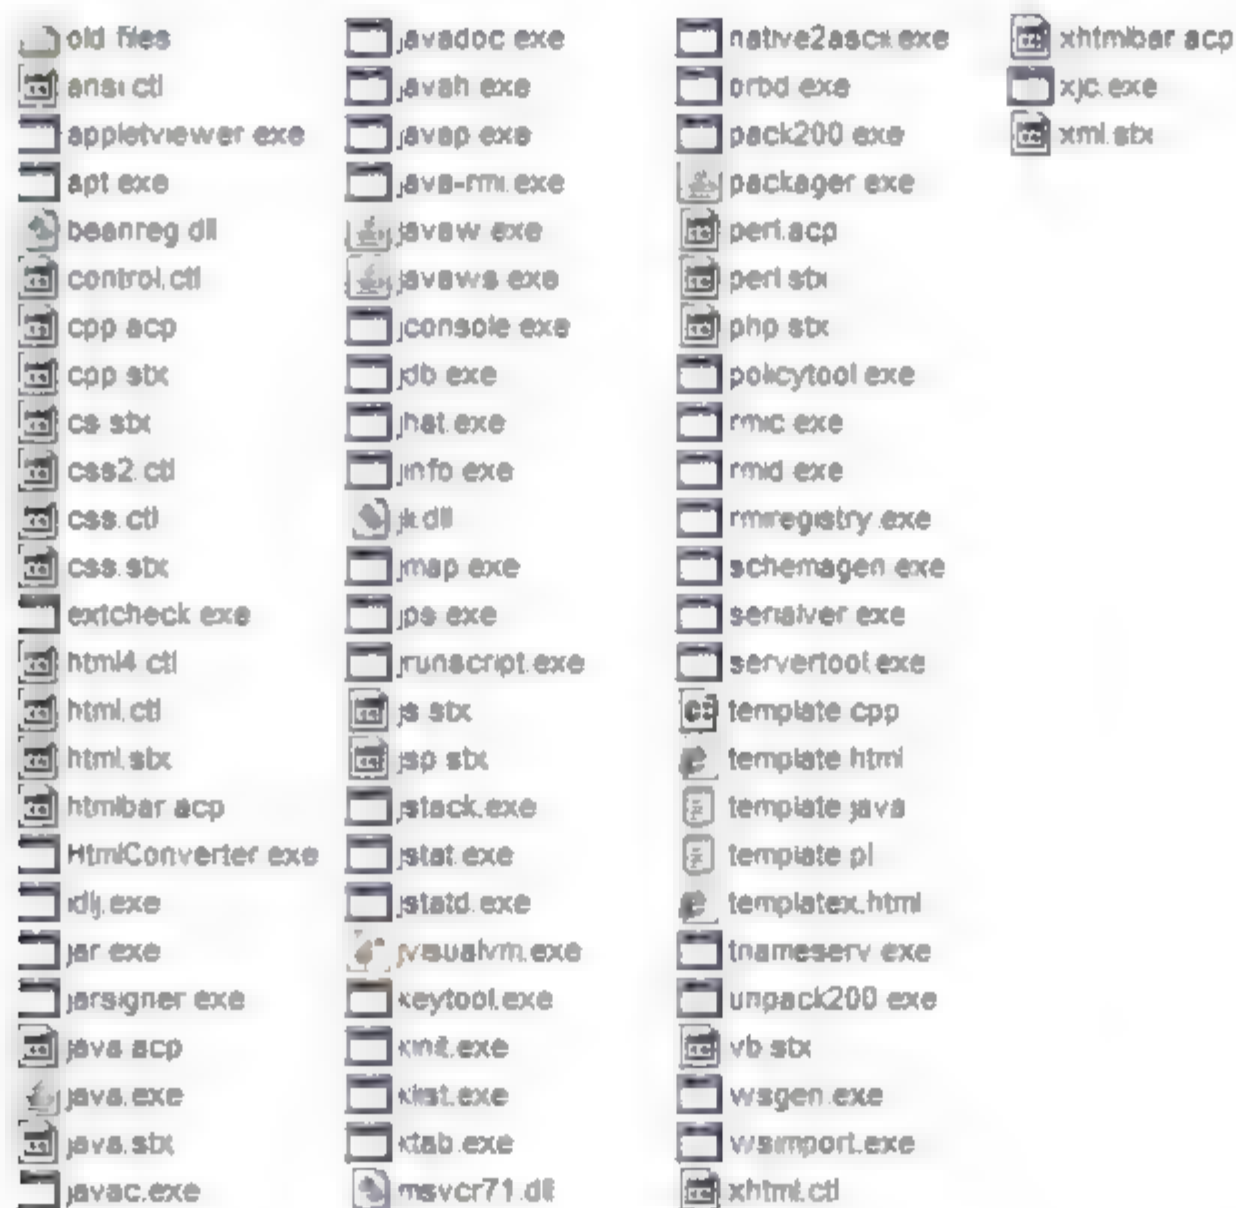 old files
ansi.ctl
appletviewer.exe
apt.exe
beanreg.dll
control.ctl
cpp.acp
cpp.stx
cs.stx
css2.ctl
css.ctl
css.stx
extcheck.exe
html4.ctl
html.ctl
html.stx
htmlbar.acp
HtmlConverter.exe
idlj.exe
jar.exe
jarsigner.exe
java.acp
java.exe
java.stx
javac.exe
javadoc.exe
javah.exe
javap.exe
java-rmi.exe
javaw.exe
javaws.exe
jconsole.exe
jdb.exe
jhat.exe
jinfo.exe
jli.dll
jmap.exe
jps.exe
jrunscript.exe
js.stx
jsp.stx
jstack.exe
jstat.exe
jstatd.exe
jvisualvm.exe
keytool.exe
kinit.exe
klist.exe
ktab.exe
msvcr71.dll
native2ascii.exe
orbd.exe
pack200.exe
packager.exe
perl.acp
perl.stx
php.stx
policytool.exe
rmic.exe
rmid.exe
rmiregistry.exe
schemagen.exe
serialver.exe
servertool.exe
template.cpp
template.html
template.java
template.pl
templatex.html
tnameserv.exe
unpack200.exe
vb.stx
wsgen.exe
wsimport.exe
xhtml.ctl
xhtmlbar.acp
xjc.exe
xml.stx